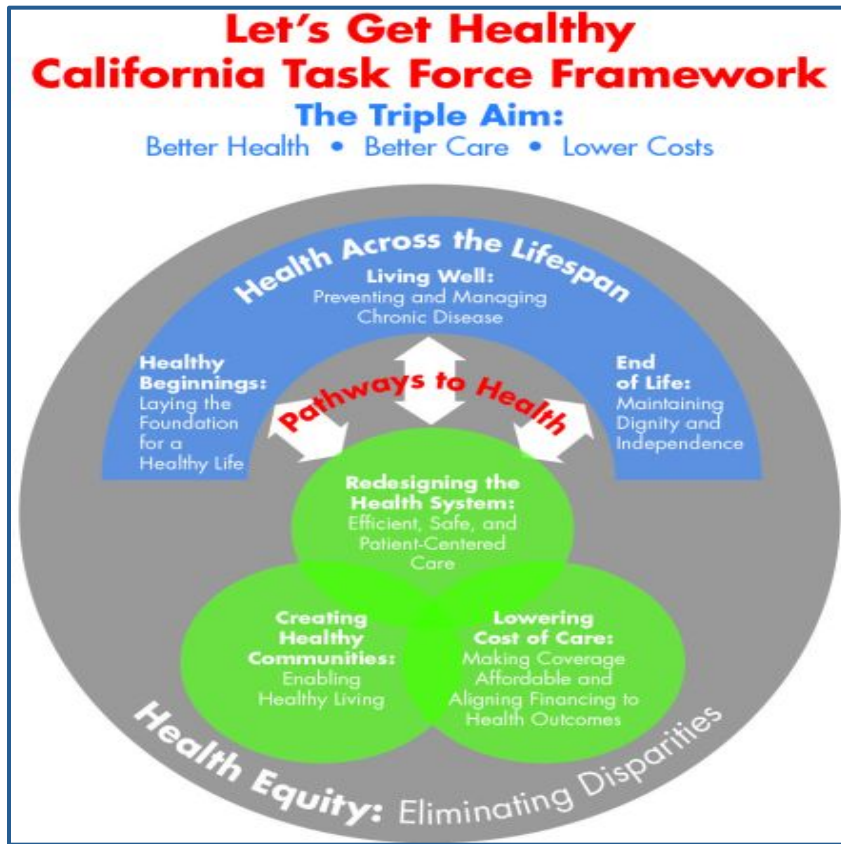 Let's Get Healthy
California Task Force Framework
The Triple Aim:
Better Health • Better Care • Lower Costs
Health Across the Lifespan
Living Well:
Preventing and Managing
Chronic Disease
Healthy
Beginnings:
Laying the
Foundation
for a
Healthy Life
End
of Life:
Maintaining
Dignity and
Independence
Pathways to Health
Redesigning the
Health System:
Efficient, Safe, and
Patient-Centered
Care
Creating
Healthy
Communities:
Enabling
Healthy Living
Lowering
Cost of Care:
Making Coverage
Affordable and
Aligning Financing to
Health Outcomes
Health Equity: Eliminating Disparities